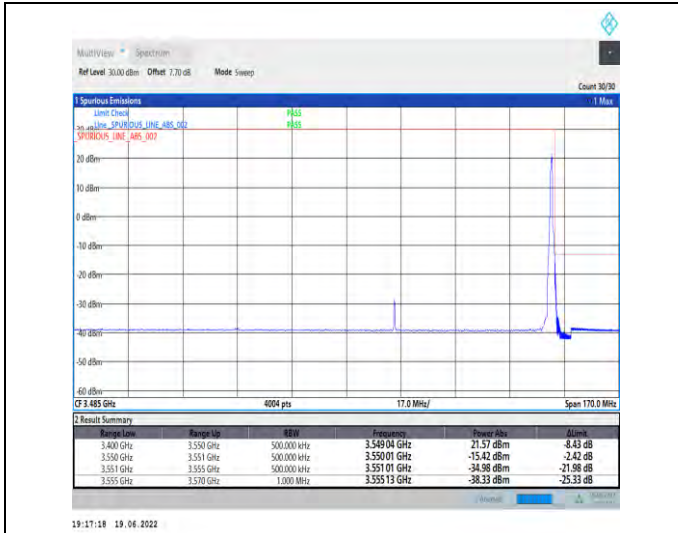 MultiView Spectrum
Ref Level 30.00 dBm Offset 7.70 dB Mode Sweep
Count 30/30
1 Spurious Emissions 1 Max
Limit Check PASS
Line _SPURIOUS_LINE_ABS_002 PASS
_SPURIOUS_LINE_ABS_002
20 dBm
10 dBm
0 dBm
-10 dBm
-20 dBm
-30 dBm
-40 dBm
-50 dBm
-60 dBm
CF 3.485 GHz 4004 pts 17.0 MHz/ Span 170.0 MHz
2 Result Summary
Range Low Range Up RBW Frequency Power Abs ΔLimit
3.400 GHz 3.550 GHz 500.000 kHz 3.549 04 GHz 21.57 dBm -8.43 dB
3.550 GHz 3.551 GHz 500.000 kHz 3.550 01 GHz -15.42 dBm -2.42 dB
3.551 GHz 3.555 GHz 500.000 kHz 3.551 01 GHz -34.98 dBm -21.98 dB
3.555 GHz 3.570 GHz 1.000 MHz 3.555 13 GHz -38.33 dBm -25.33 dB
19:17:18 19.06.2022